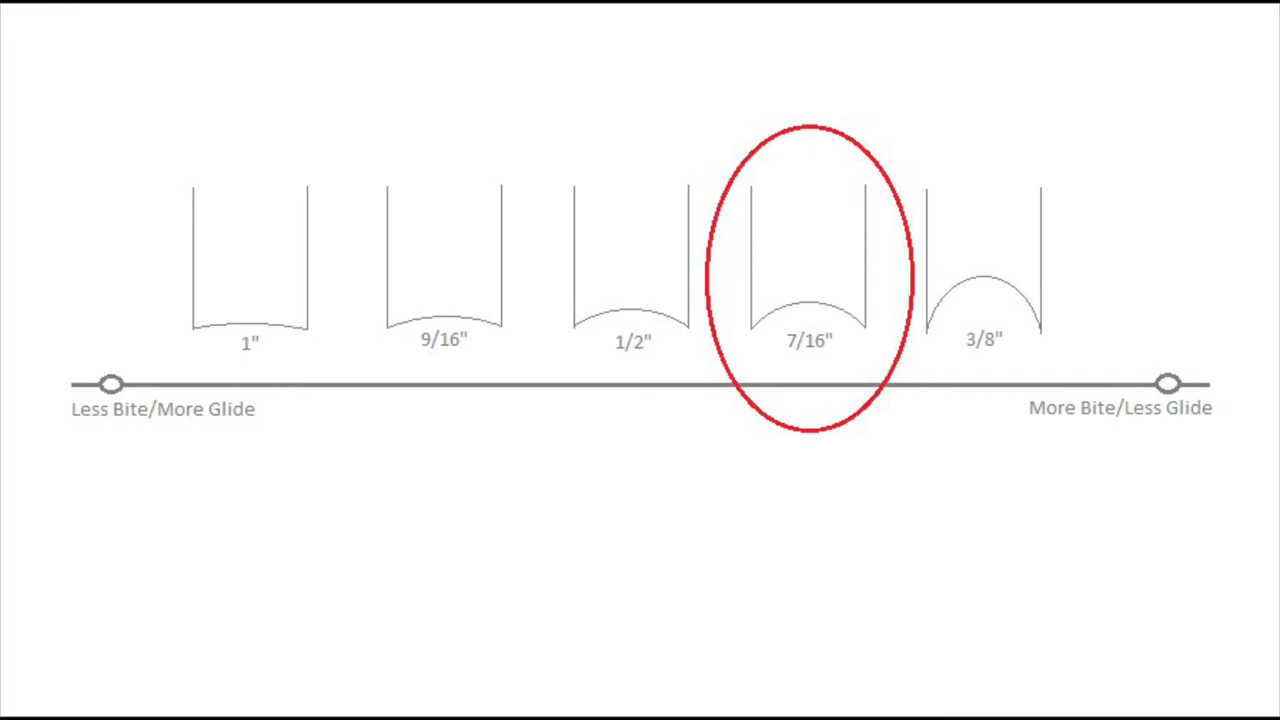 1"
9/16"
1/2"
7/16"
3/8"
Less Bite/More Glide
More Bite/Less Glide